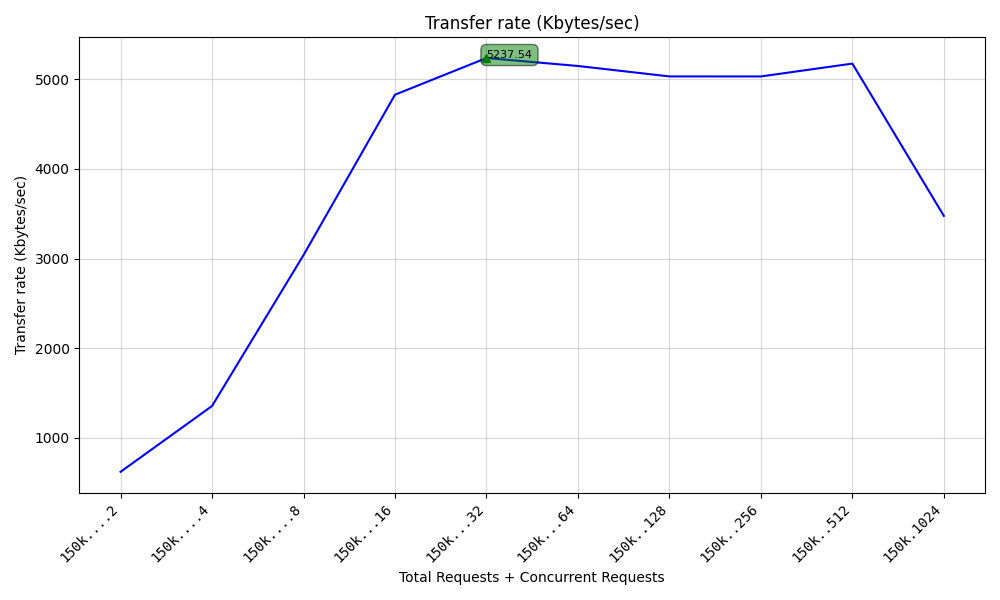 Transfer rate (Kbytes/sec)
5237.54
Transfer rate (Kbytes/sec)
5000
4000
3000
2000
1000
150k....2
150k....4
150k....8
150k...16
150k...32
150k...64
150k..128
150k..256
150k..512
150k.1024
Total Requests + Concurrent Requests